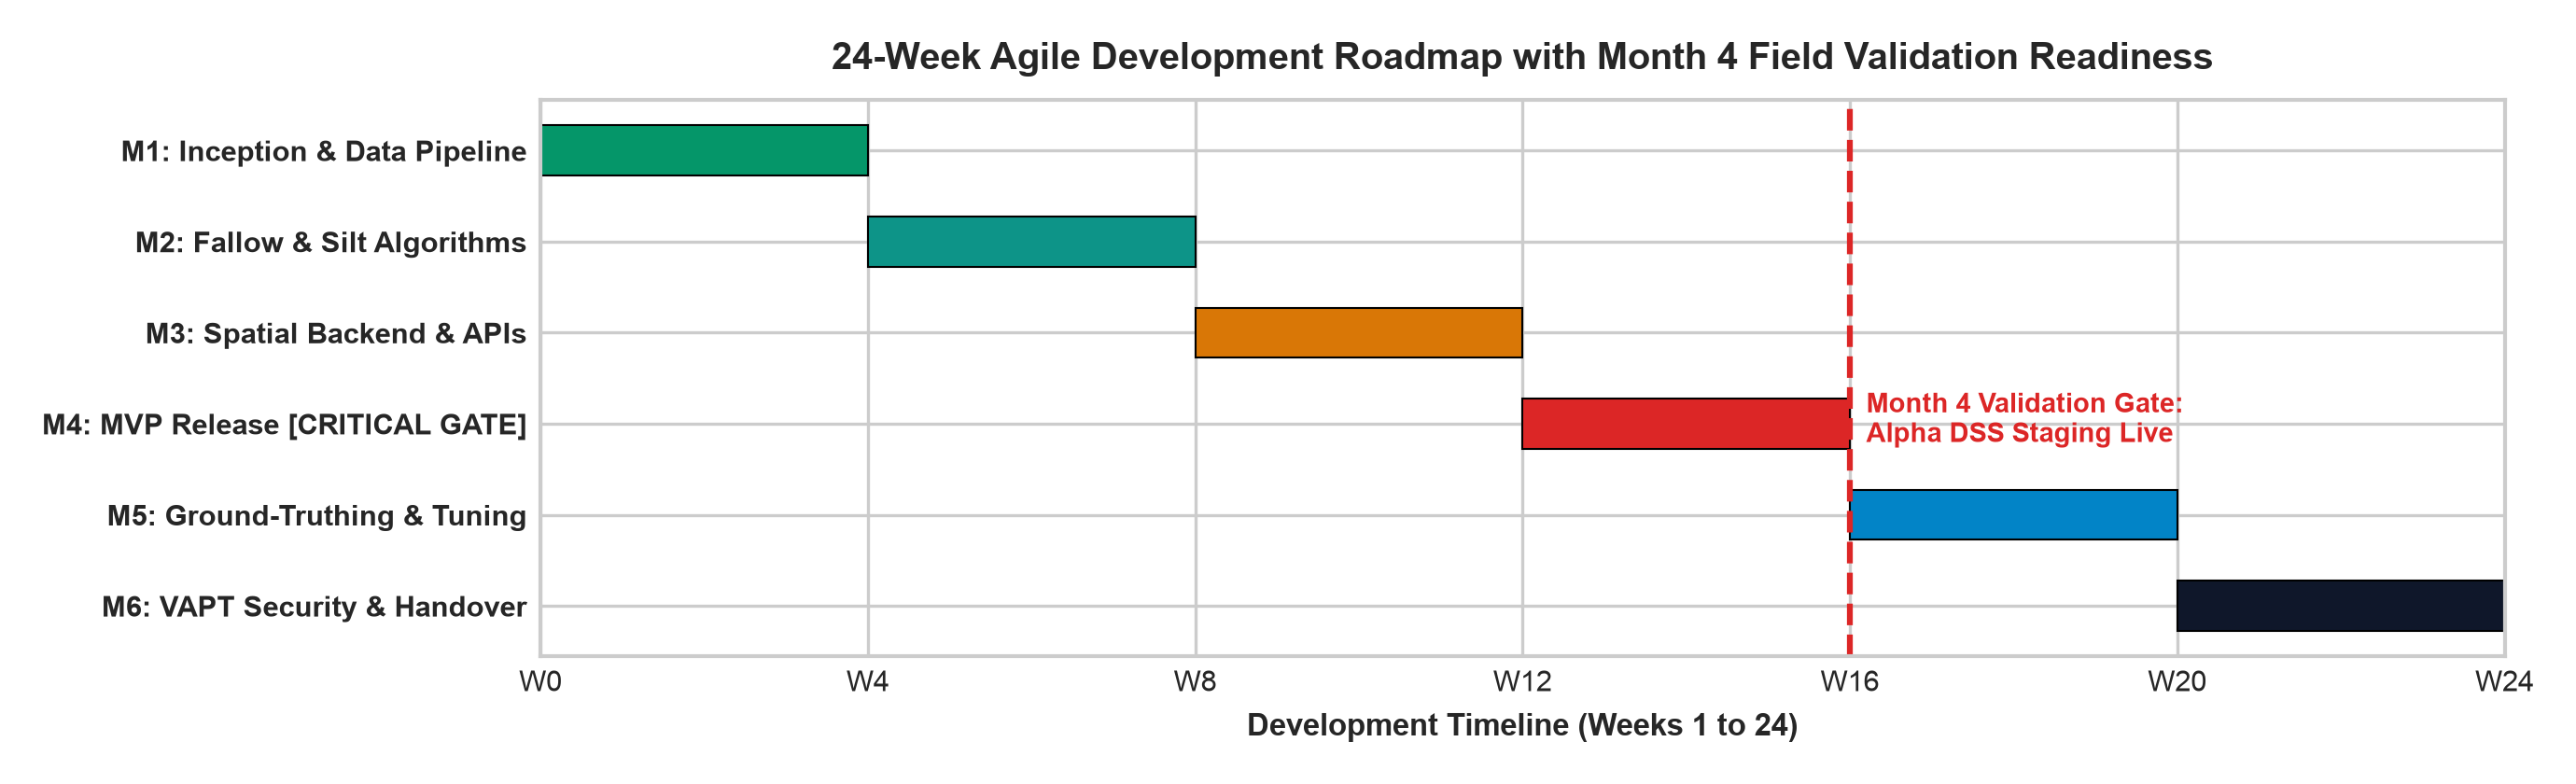 24-Week Agile Development Roadmap with Month 4 Field Validation Readiness
M1: Inception & Data Pipeline
M2: Fallow & Silt Algorithms
M3: Spatial Backend & APIs
M4: MVP Release [CRITICAL GATE]
Month 4 Validation Gate:
Alpha DSS Staging Live
M5: Ground-Truthing & Tuning
M6: VAPT Security & Handover
W0 W4 W8 W12 W16 W20 W24
Development Timeline (Weeks 1 to 24)